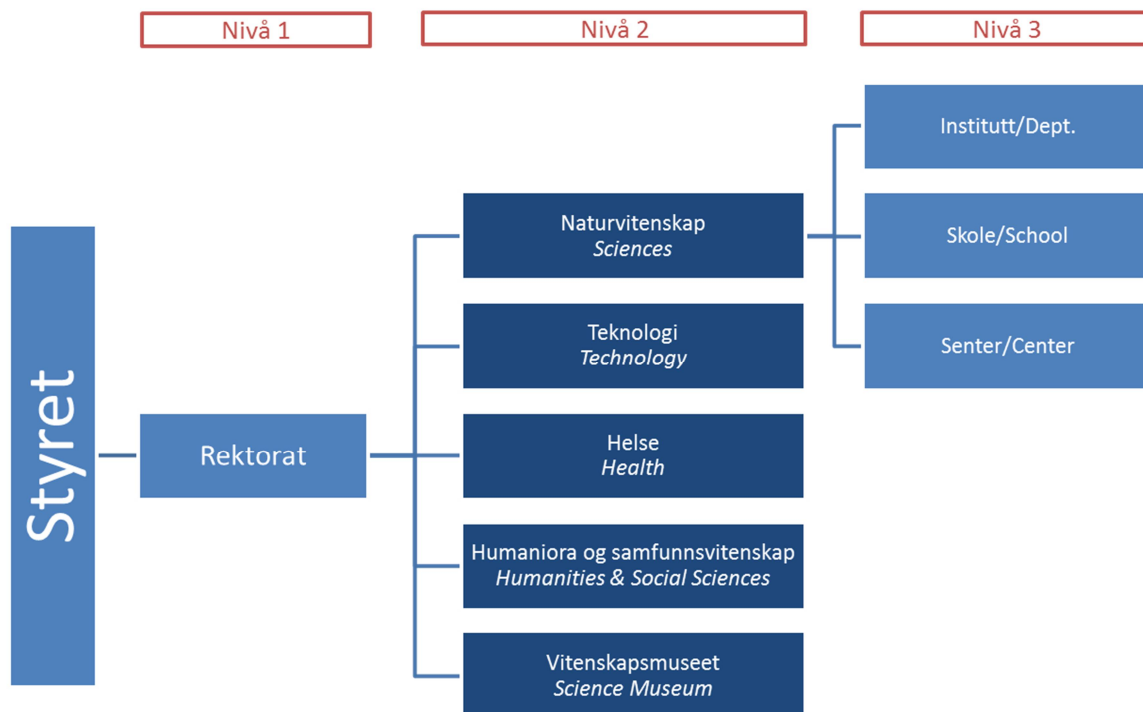 Nivå 1
Nivå 2
Nivå 3
Styret
Rektorat
Naturvitenskap
Sciences
Teknologi
Technology
Helse
Health
Humaniora og samfunnsvitenskap
Humanities & Social Sciences
Vitenskapsmuseet
Science Museum
Institutt/Dept.
Skole/School
Senter/Center